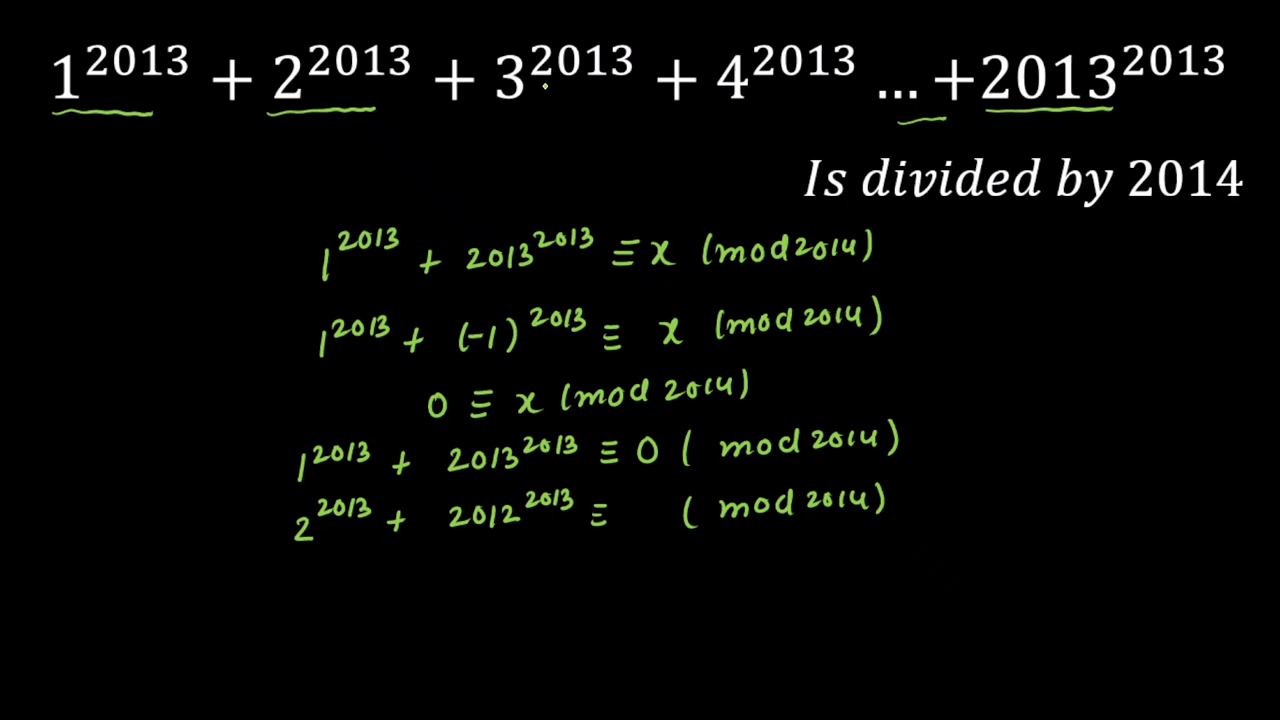 1^2013 + 2^2013 + 3^2013 + 4^2013 ... + 2013^2013
Is divided by 2014
1^2013 + 2013^2013 ≡ x (mod 2014)
1^2013 + (-1)^2013 ≡ x (mod 2014)
0 ≡ x (mod 2014)
1^2013 + 2013^2013 ≡ 0 ( mod 2014)
2^2013 + 2012^2013 ≡ ( mod 2014)